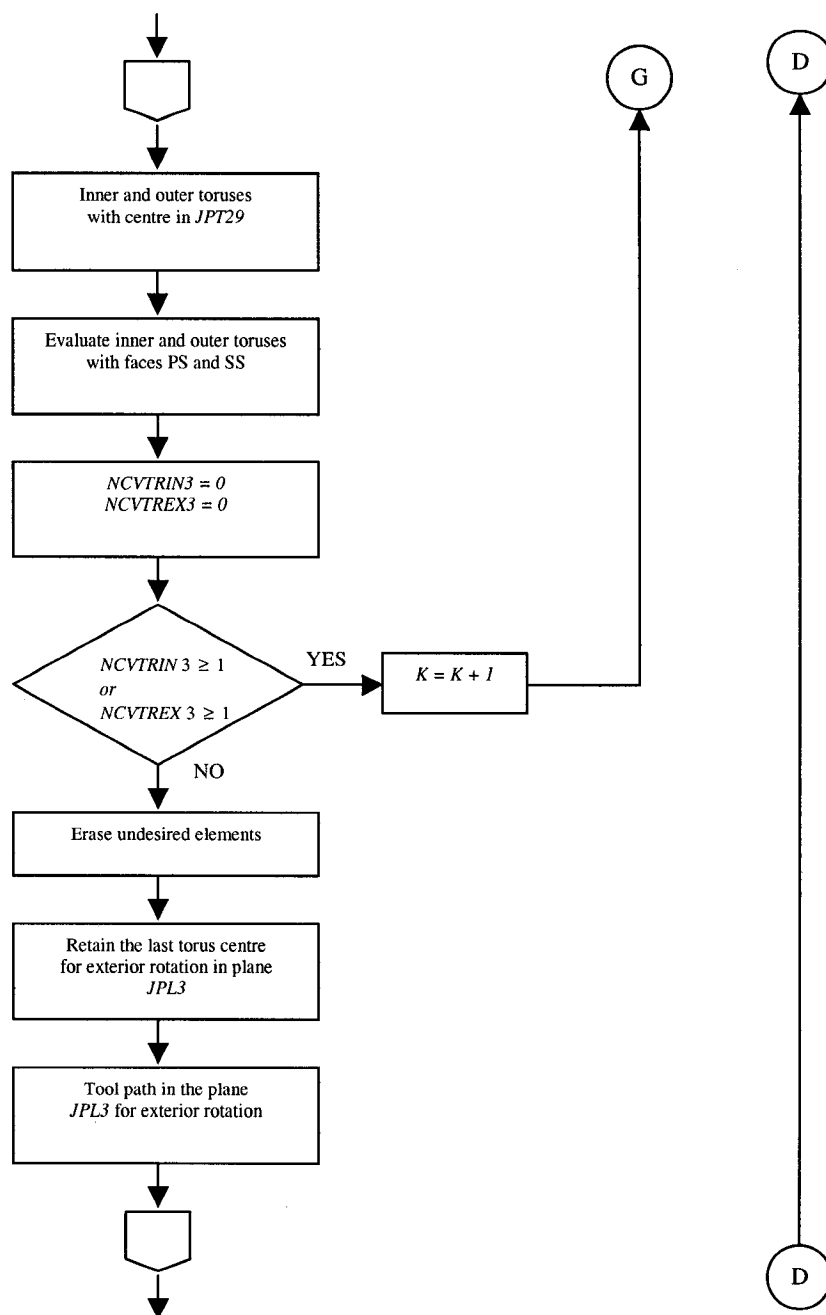 G
D
Inner and outer toruses
with centre in JPT29
Evaluate inner and outer toruses
with faces PS and SS
NCVTRIN3 = 0
NCVTREX3 = 0
NCVTRIN 3 ≥ 1
or
NCVTREX 3 ≥ 1
YES
K = K + 1
NO
Erase undesired elements
Retain the last torus centre
for exterior rotation in plane
JPL3
Tool path in the plane
JPL3 for exterior rotation
D